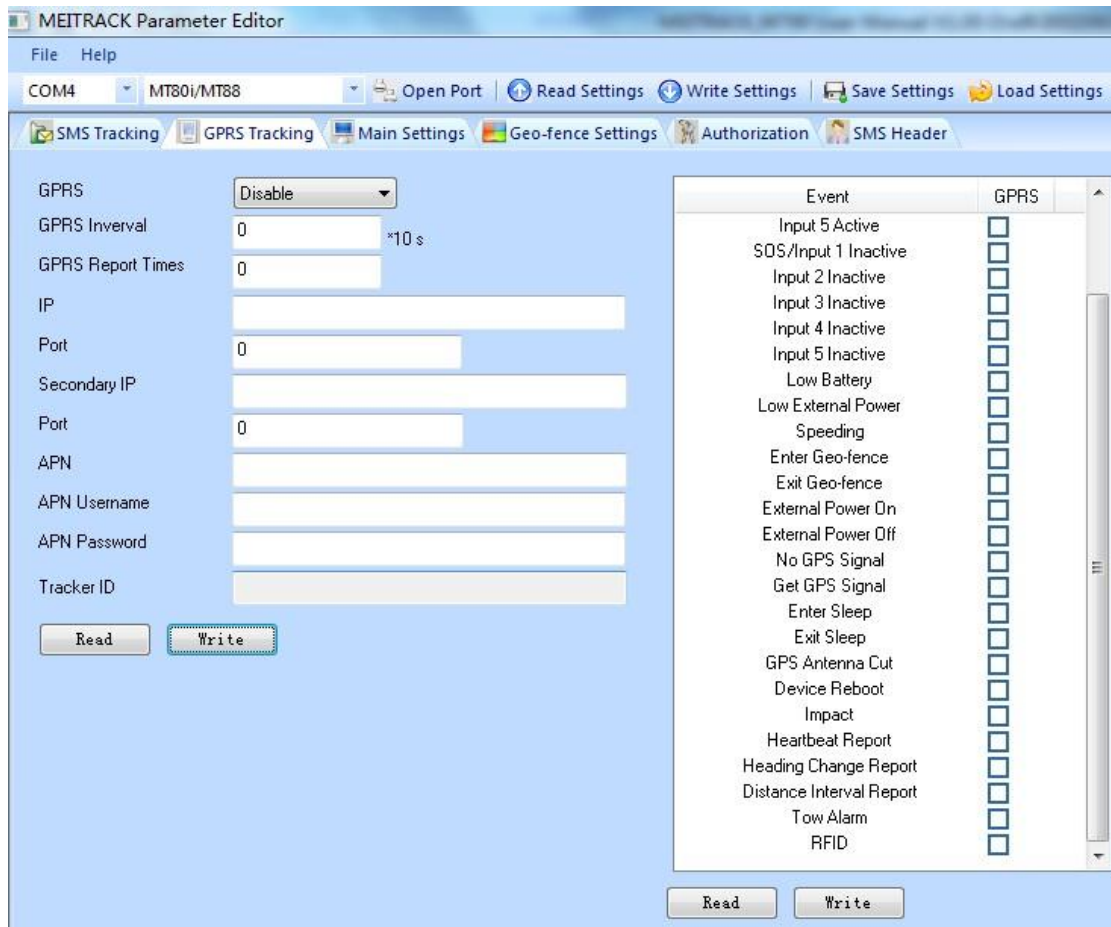 MEITRACK Parameter Editor
File Help
COM4 MT80i/MT88 Open Port Read Settings Write Settings Save Settings Load Settings
SMS Tracking GPRS Tracking Main Settings Geo-fence Settings Authorization SMS Header
GPRS Disable
GPRS Inverval 0 *10 s
GPRS Report Times 0
IP
Port 0
Secondary IP
Port 0
APN
APN Username
APN Password
Tracker ID
Read Write
Event GPRS
Input 5 Active
SOS/Input 1 Inactive
Input 2 Inactive
Input 3 Inactive
Input 4 Inactive
Input 5 Inactive
Low Battery
Low External Power
Speeding
Enter Geo-fence
Exit Geo-fence
External Power On
External Power Off
No GPS Signal
Get GPS Signal
Enter Sleep
Exit Sleep
GPS Antenna Cut
Device Reboot
Impact
Heartbeat Report
Heading Change Report
Distance Interval Report
Tow Alarm
RFID
Read Write